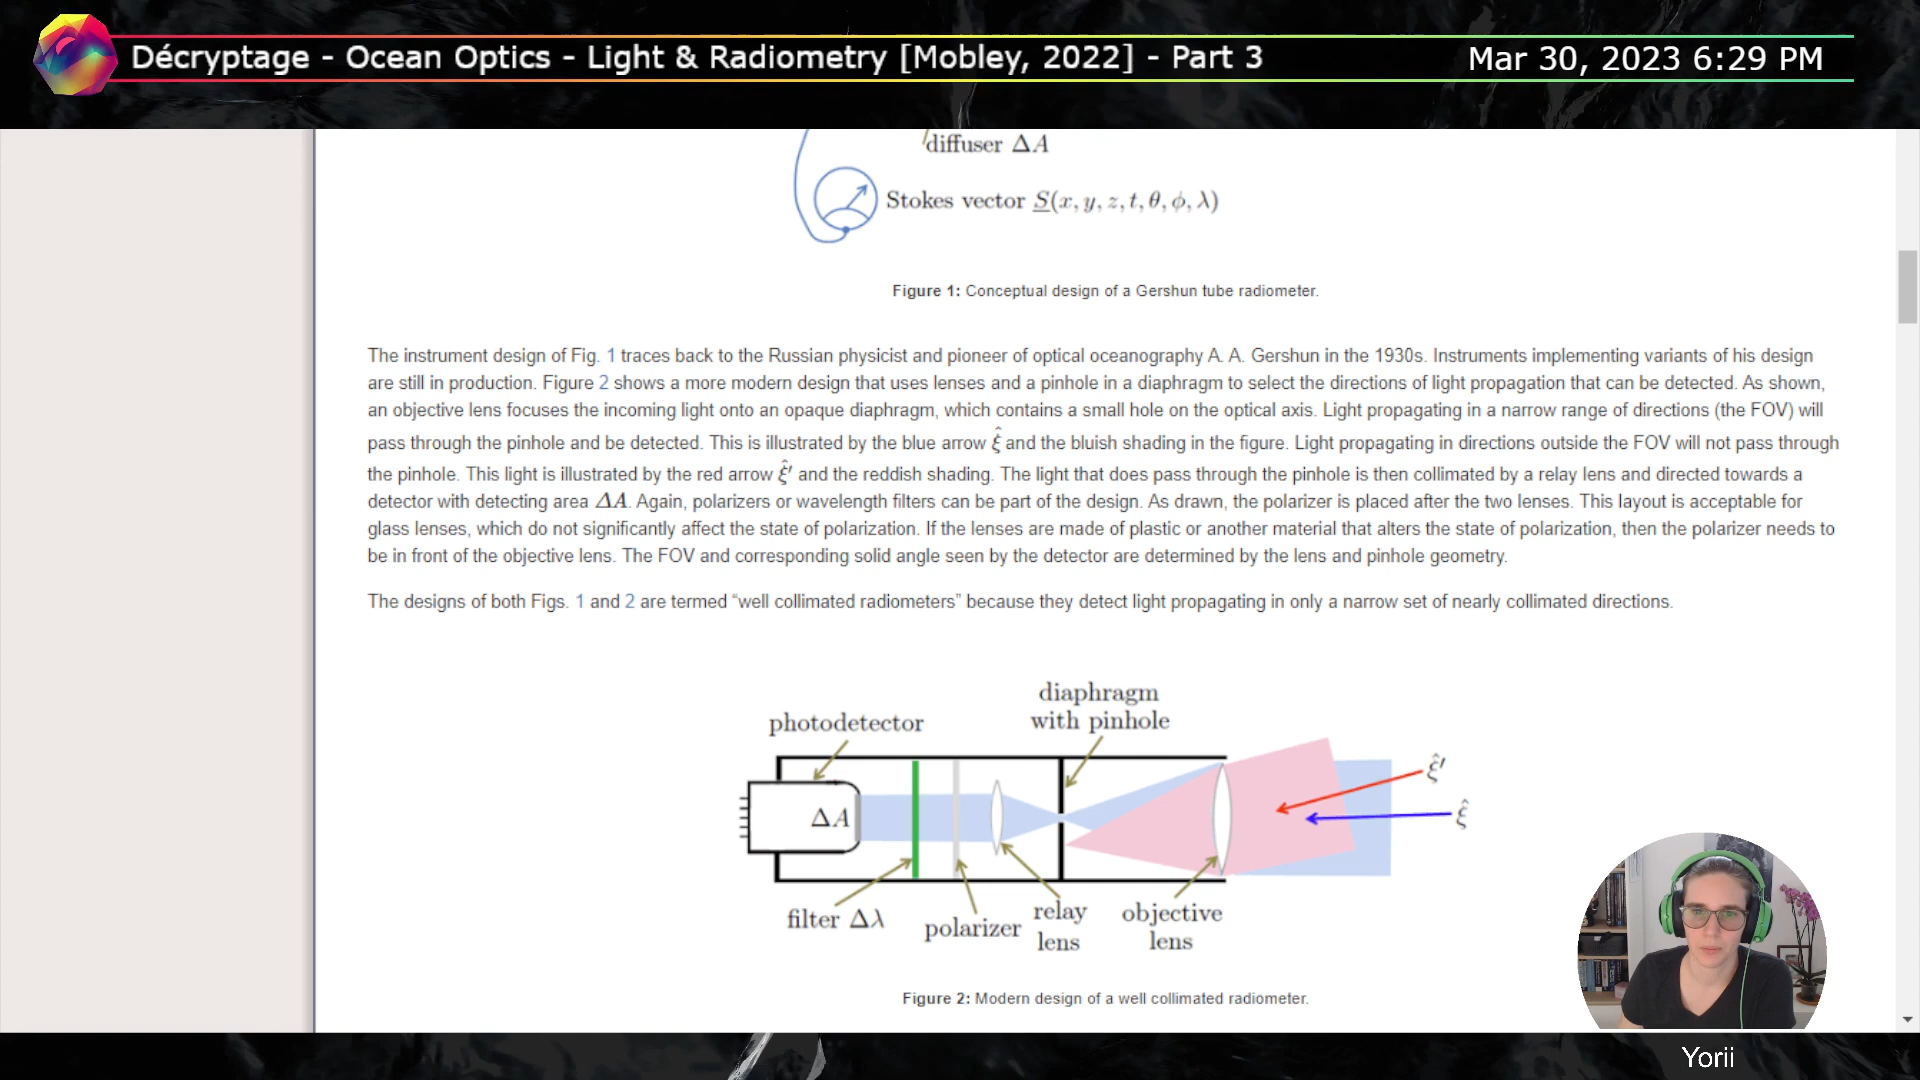 Décryptage - Ocean Optics - Light & Radiometry [Mobley, 2022] - Part 3
Mar 30, 2023 6:29 PM
diffuser ΔA
Stokes vector S(x, y, z, t, θ, ϕ, λ)
Figure 1: Conceptual design of a Gershun tube radiometer.
The instrument design of Fig. 1 traces back to the Russian physicist and pioneer of optical oceanography A. A. Gershun in the 1930s. Instruments implementing variants of his design
are still in production. Figure 2 shows a more modern design that uses lenses and a pinhole in a diaphragm to select the directions of light propagation that can be detected. As shown,
an objective lens focuses the incoming light onto an opaque diaphragm, which contains a small hole on the optical axis. Light propagating in a narrow range of directions (the FOV) will
pass through the pinhole and be detected. This is illustrated by the blue arrow ξ̂ and the bluish shading in the figure. Light propagating in directions outside the FOV will not pass through
the pinhole. This light is illustrated by the red arrow ξ̂′ and the reddish shading. The light that does pass through the pinhole is then collimated by a relay lens and directed towards a
detector with detecting area ΔA. Again, polarizers or wavelength filters can be part of the design. As drawn, the polarizer is placed after the two lenses. This layout is acceptable for
glass lenses, which do not significantly affect the state of polarization. If the lenses are made of plastic or another material that alters the state of polarization, then the polarizer needs to
be in front of the objective lens. The FOV and corresponding solid angle seen by the detector are determined by the lens and pinhole geometry.
The designs of both Figs. 1 and 2 are termed “well collimated radiometers” because they detect light propagating in only a narrow set of nearly collimated directions.
diaphragm
with pinhole
photodetector
ξ̂′
ξ̂
ΔA
filter Δλ
polarizer
relay
lens
objective
lens
Figure 2: Modern design of a well collimated radiometer.
Yorii